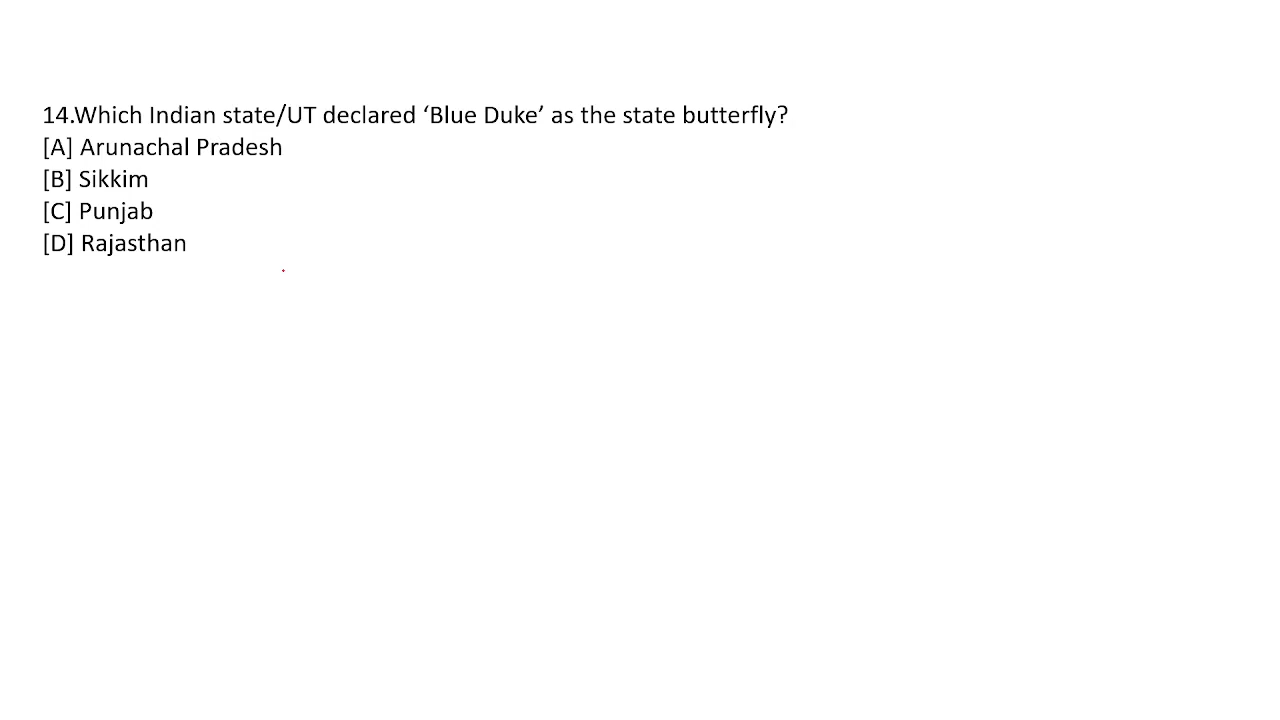 14.Which Indian state/UT declared ‘Blue Duke’ as the state butterfly?
[A] Arunachal Pradesh
[B] Sikkim
[C] Punjab
[D] Rajasthan